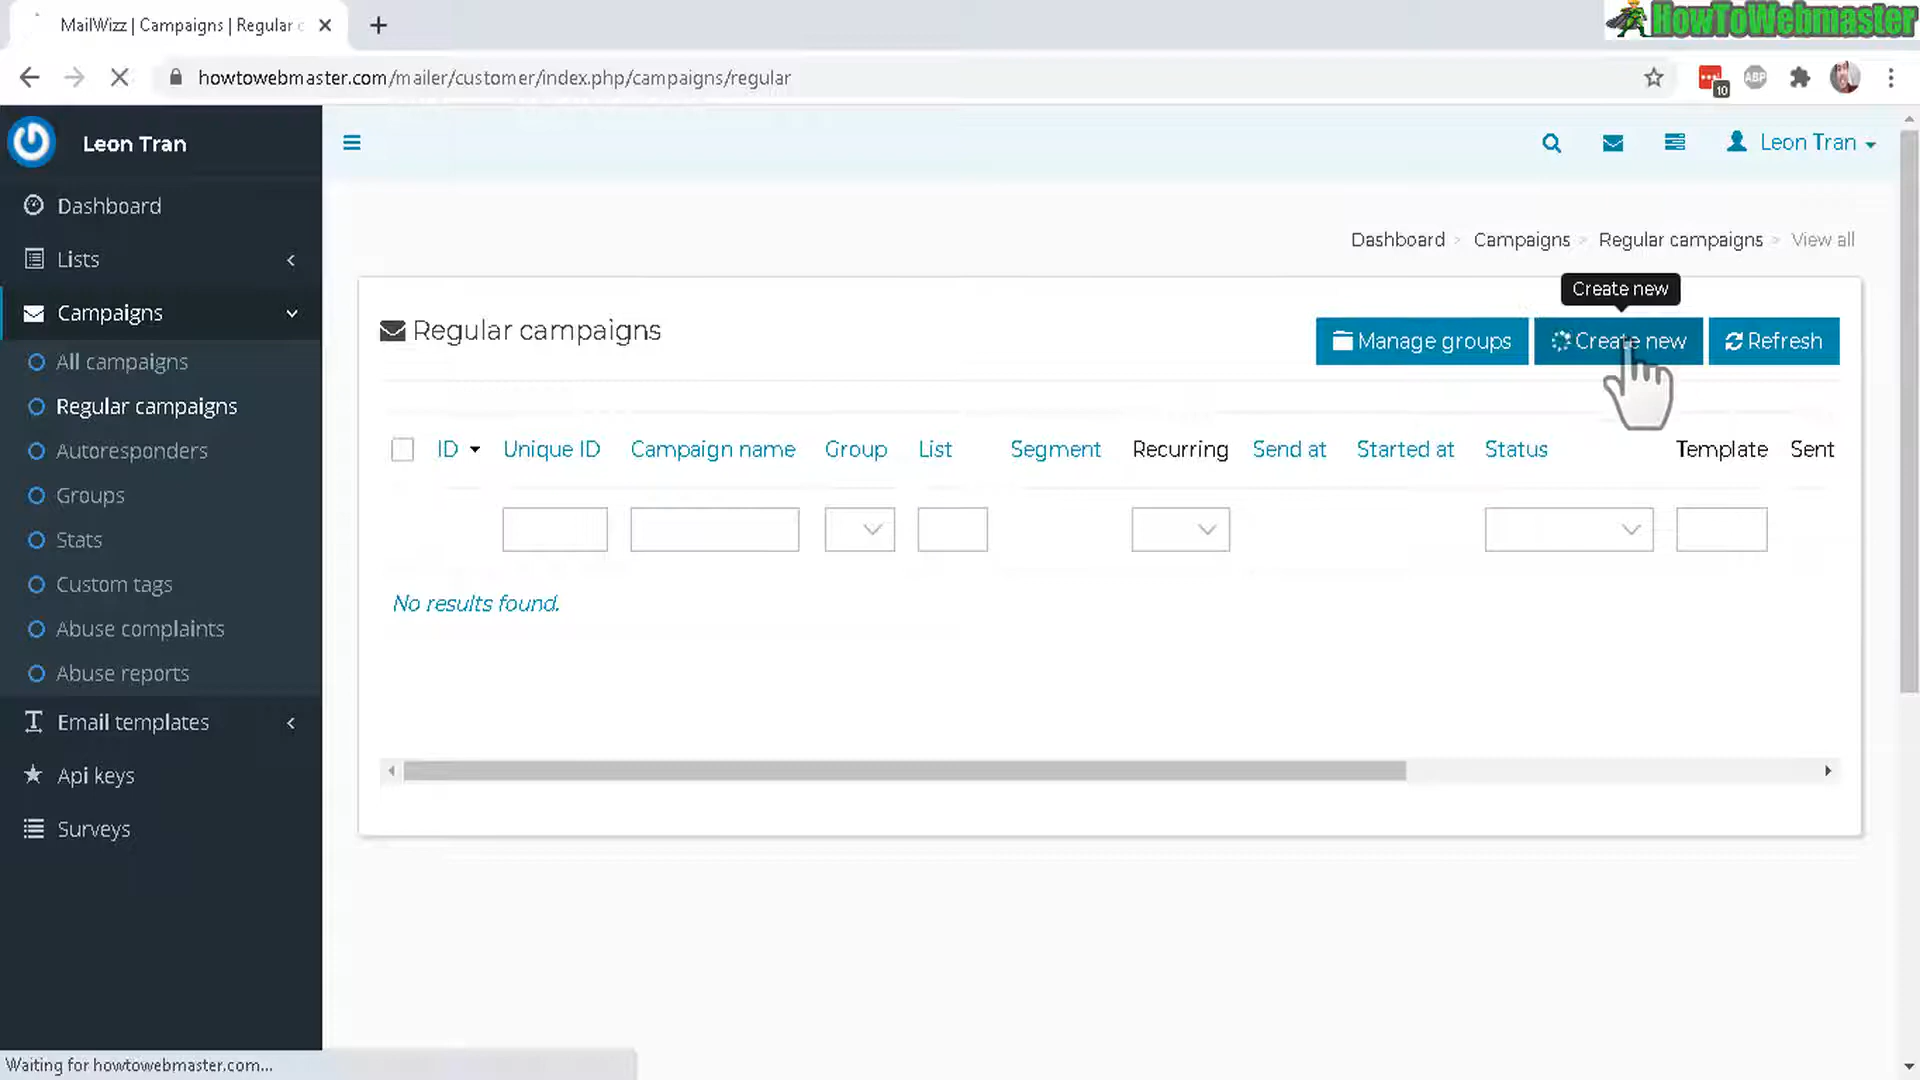 MailWizz | Campaigns | Regular c
HowToWebmaster
howtowebmaster.com/mailer/customer/index.php/campaigns/regular
10
ABP
Leon Tran
Leon Tran
Dashboard
Lists
Campaigns
All campaigns
Regular campaigns
Autoresponders
Groups
Stats
Custom tags
Abuse complaints
Abuse reports
Email templates
Api keys
Surveys
Dashboard > Campaigns > Regular campaigns > View all
Create new
Regular campaigns
Manage groups Create new Refresh
ID Unique ID Campaign name Group List Segment Recurring Send at Started at Status Template Sent
No results found.
Waiting for howtowebmaster.com...